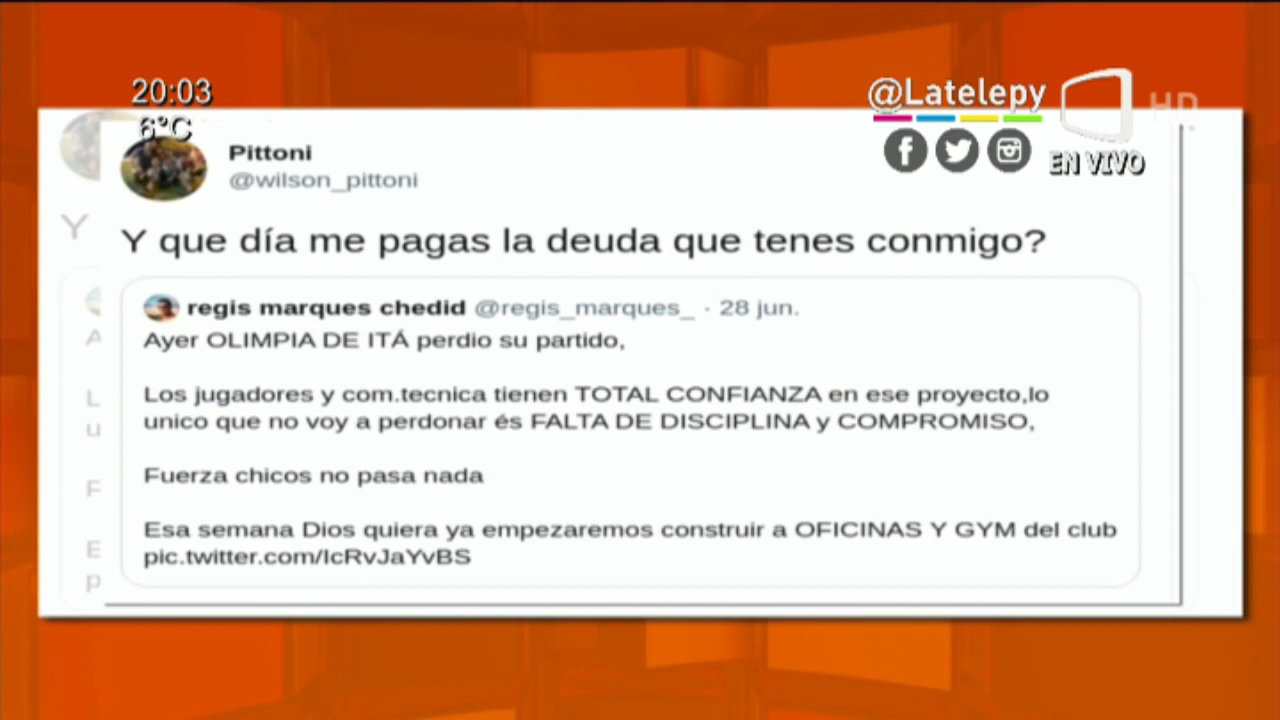 20:03
6°C
@Latelepy
HD
EN VIVO
Pittoni
@wilson_pittoni
Y que día me pagas la deuda que tenes conmigo?
regis marques chedid @regis_marques_ · 28 jun.
Ayer OLIMPIA DE ITÁ perdio su partido,
Los jugadores y com.tecnica tienen TOTAL CONFIANZA en ese proyecto,lo
unico que no voy a perdonar és FALTA DE DISCIPLINA y COMPROMISO,
Fuerza chicos no pasa nada
Esa semana Dios quiera ya empezaremos construir a OFICINAS Y GYM del club
pic.twitter.com/IcRvJaYvBS
Y
A
L
u
F
E
p